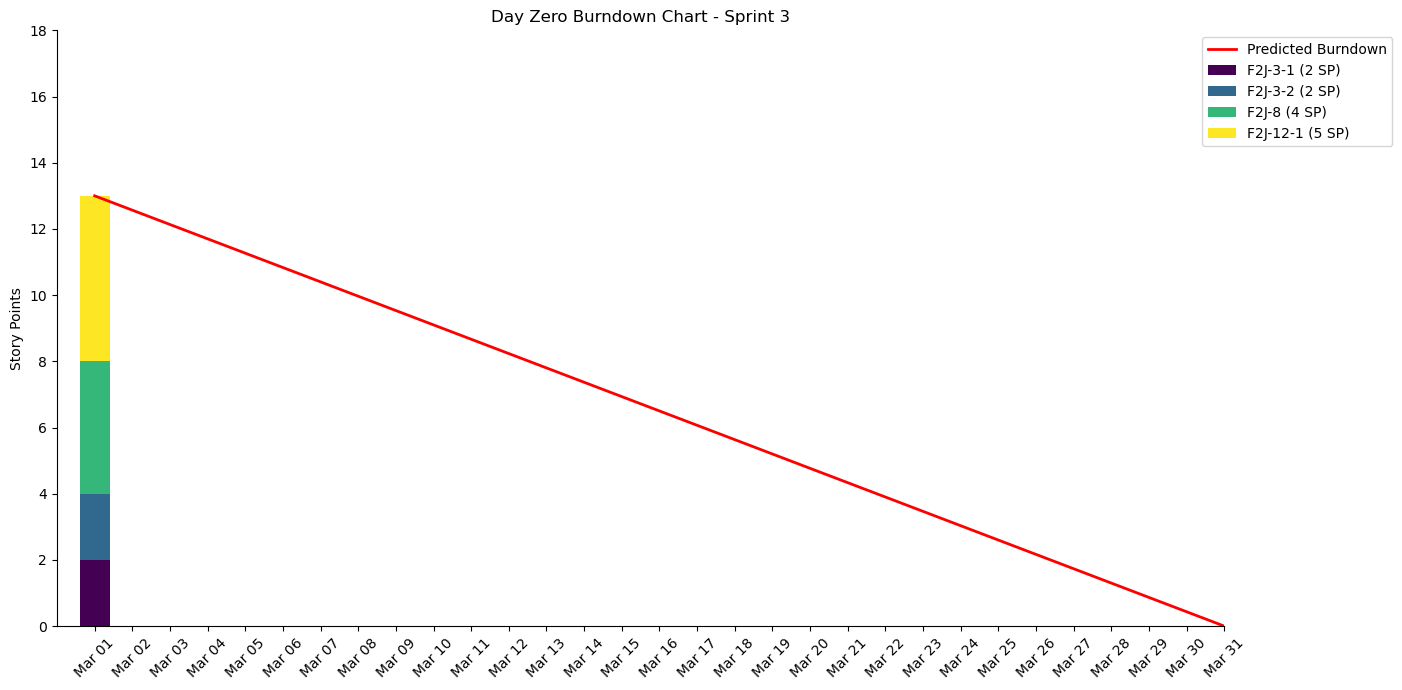 Day Zero Burndown Chart - Sprint 3
Predicted Burndown
F2J-3-1 (2 SP)
F2J-3-2 (2 SP)
F2J-8 (4 SP)
F2J-12-1 (5 SP)
Story Points
18
16
14
12
10
8
6
4
2
0
Mar 01
Mar 02
Mar 03
Mar 04
Mar 05
Mar 06
Mar 07
Mar 08
Mar 09
Mar 10
Mar 11
Mar 12
Mar 13
Mar 14
Mar 15
Mar 16
Mar 17
Mar 18
Mar 19
Mar 20
Mar 21
Mar 22
Mar 23
Mar 24
Mar 25
Mar 26
Mar 27
Mar 28
Mar 29
Mar 30
Mar 31